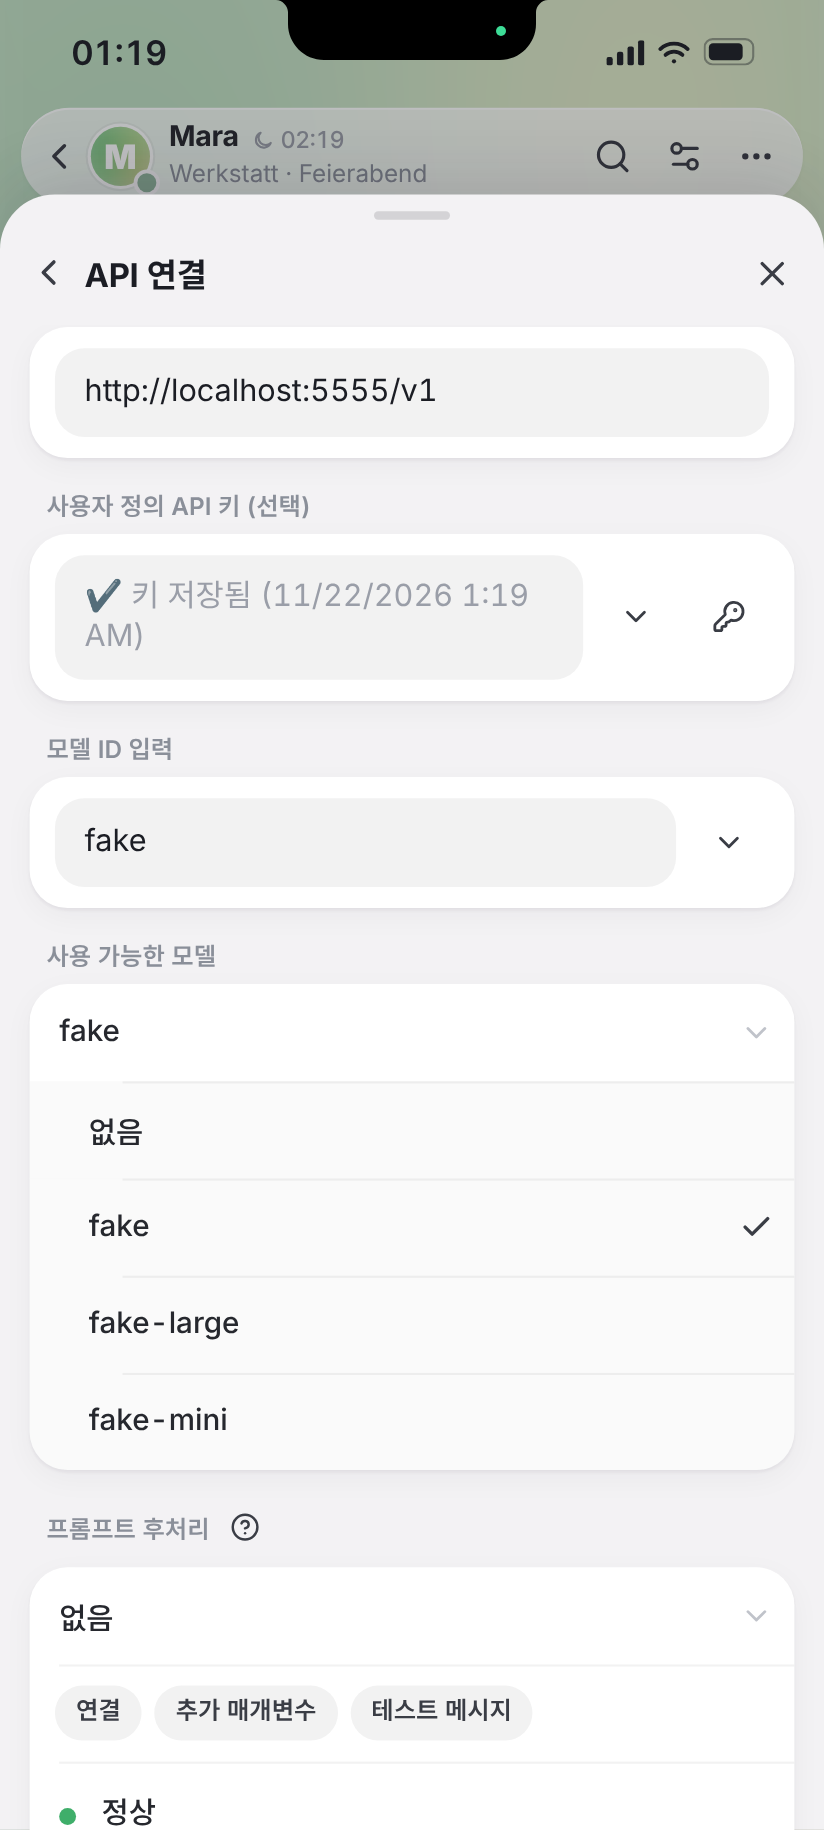 01:19
M
Mara 02:19
Werkstatt · Feierabend
API 연결
http://localhost:5555/v1
사용자 정의 API 키 (선택)
✔ 키 저장됨 (11/22/2026 1:19
AM)
모델 ID 입력
fake
사용 가능한 모델
fake
없음
fake
fake-large
fake-mini
프롬프트 후처리 ?
없음
연결 추가 매개변수 테스트 메시지
정상